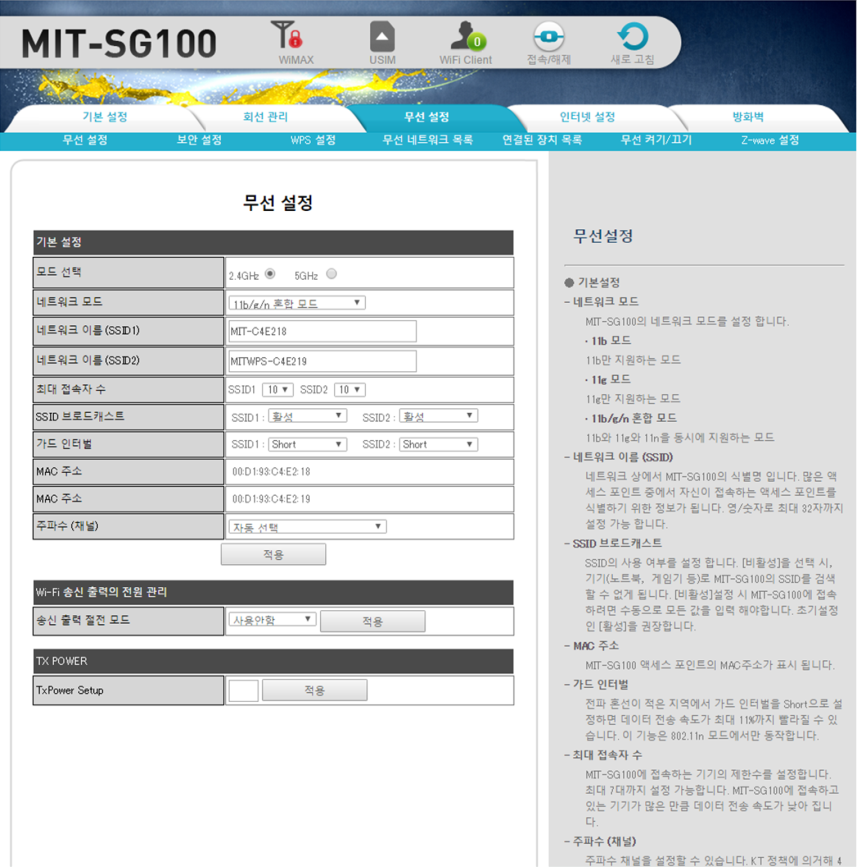 MIT-SG100
WiMAX
USIM
0
WiFi Client
접속/해제
새로 고침
기본 설정
회선 관리
무선 설정
인터넷 설정
방화벽
무선 설정
보안 설정
WPS 설정
무선 네트워크 목록
연결된 장치 목록
무선 켜기/끄기
Z-wave 설정
무선 설정
기본 설정
모드 선택
2.4GHz
5GHz
네트워크 모드
11b/g/n 혼합 모드
네트워크 이름(SSID1)
MIT-C4E218
네트워크 이름(SSID2)
MITWPS-C4E219
최대 접속자 수
SSID1 10 SSID2 10
SSID 브로드캐스트
SSID1 : 활성 SSID2 : 활성
가드 인터벌
SSID1 : Short SSID2 : Short
MAC 주소
00:D1:93:C4:E2:18
MAC 주소
00:D1:93:C4:E2:19
주파수 (채널)
자동 선택
적용
Wi-Fi 송신 출력의 전원 관리
송신 출력 절전 모드
사용안함
적용
TX POWER
TxPower Setup
적용
무선설정
● 기본설정
- 네트워크 모드
MIT-SG100의 네트워크 모드를 설정 합니다.
· 11b 모드
11b만 지원하는 모드
· 11g 모드
11g만 지원하는 모드
· 11b/g/n 혼합 모드
11b와 11g와 11n을 동시에 지원하는 모드
- 네트워크 이름 (SSID)
네트워크 상에서 MIT-SG100의 식별명 입니다. 많은 액
세스 포인트 중에서 자신이 접속하는 액세스 포인트를
식별하기 위한 정보가 됩니다. 영/숫자로 최대 32자까지
설정 가능 합니다.
- SSID 브로드캐스트
SSID의 사용 여부를 설정 합니다. [비활성]을 선택 시,
기기(노트북, 게임기 등)로 MIT-SG100의 SSID를 검색
할 수 없게 됩니다. [비활성]설정 시 MIT-SG100에 접속
하려면 수동으로 모든 값을 입력 해야합니다. 초기설정
인 [활성]을 권장합니다.
- MAC 주소
MIT-SG100 액세스 포인트의 MAC주소가 표시 됩니다.
- 가드 인터벌
전파 혼선이 적은 지역에서 가드 인터벌을 Short으로 설
정하면 데이터 전송 속도가 최대 11%까지 빨라질 수 있
습니다. 이 기능은 802.11n 모드에서만 동작합니다.
- 최대 접속자 수
MIT-SG100에 접속하는 기기의 제한수를 설정합니다.
최대 7대까지 설정 가능합니다. MIT-SG100에 접속하고
있는 기기가 많은 만큼 데이터 전송 속도가 낮아 집니
다.
- 주파수 (채널)
주파수 채널을 설정할 수 있습니다. KT 정책에 의거해 4